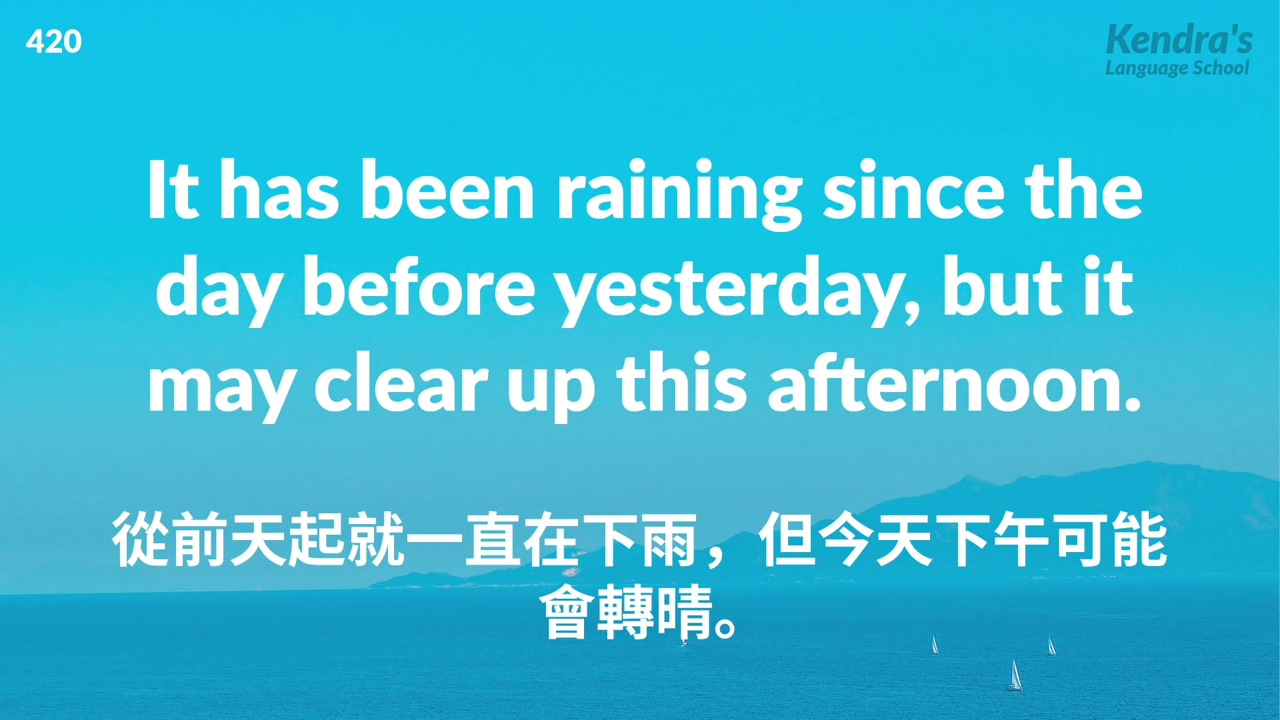 420
Kendra's
Language School
It has been raining since the
day before yesterday, but it
may clear up this afternoon.
從前天起就一直在下雨，但今天下午可能
會轉晴。